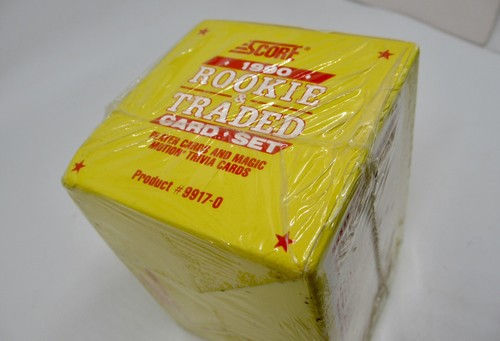 SCORE®
1990
ROOKIE
&
TRADED
CARD ★ SET
PLAYER CARDS AND MAGIC
"MOTION" TRIVIA CARDS
Product # 9917-0